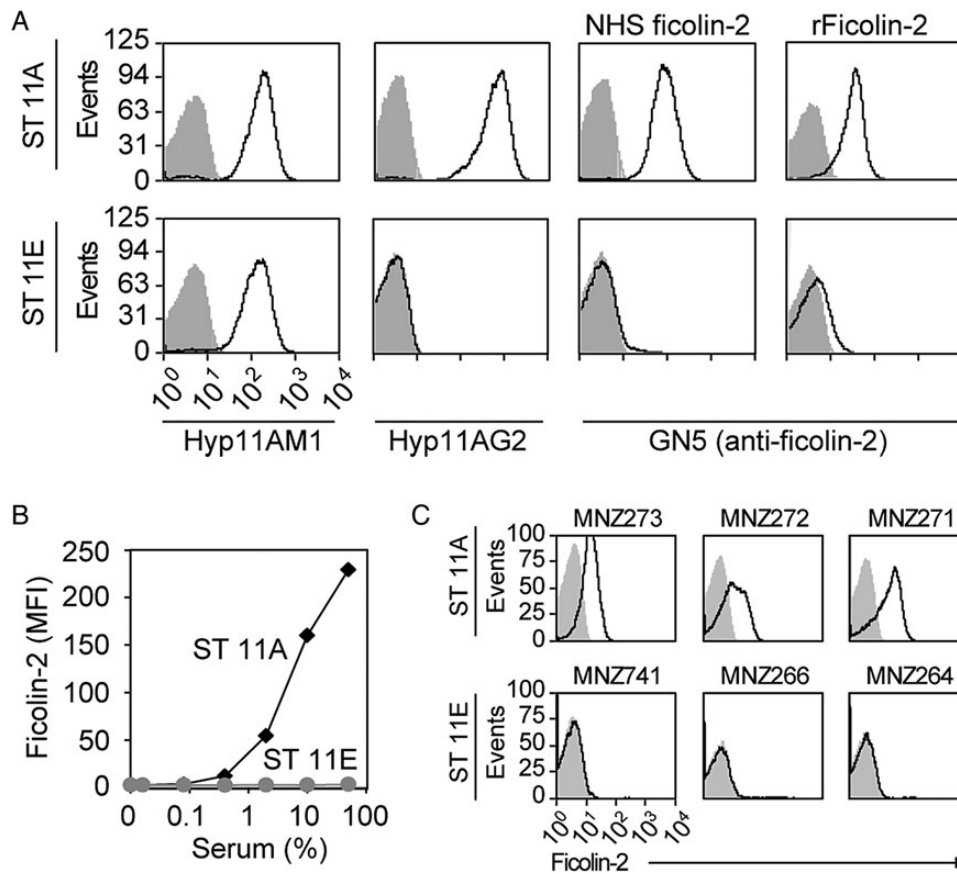 A
NHS ficolin-2
rFicolin-2
ST 11A
Events
125
94
63
31
0
ST 11E
Events
125
94
63
31
0
10⁰
10¹
10²
10³
10⁴
Hyp11AM1
Hyp11AG2
GN5 (anti-ficolin-2)
B
Ficolin-2 (MFI)
250
200
150
100
50
0
ST 11A
ST 11E
0
0.1
1
10
100
Serum (%)
C
MNZ273
MNZ272
MNZ271
ST 11A
Events
100
75
50
25
0
MNZ741
MNZ266
MNZ264
ST 11E
Events
100
75
50
25
0
10⁰
10¹
10²
10³
10⁴
Ficolin-2